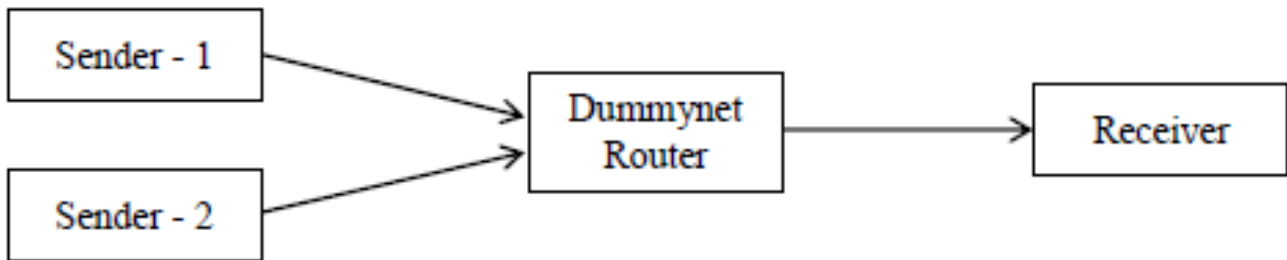 Sender - 1
Dummynet
Router
Receiver
Sender - 2